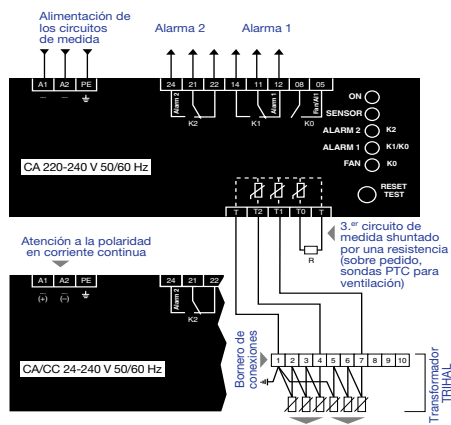 Alimentación de
los circuitos
de medida
Alarma 2
Alarma 1
A1 A2 PE
24 21 22 14 11 12 08 05
Alarm 2
K2
K1
Alarm 1
K0
Fan/Al1
ON
SENSOR
ALARM 2 K2
ALARM 1 K1/K0
FAN K0
RESET
TEST
CA 220-240 V 50/60 Hz
T T2 T1 T0 T
R
3.er circuito de
medida shuntado
por una resistencia
(sobre pedido,
sondas PTC para
ventilación)
Atención a la polaridad
en corriente continua
A1 A2 PE
(+) (–)
24 21 22
Alarm 2
K2
CA/CC 24-240 V 50/60 Hz
Bornero de
conexiones
1 2 3 4 5 6 7 8 9 10
Transformador
TRIHAL